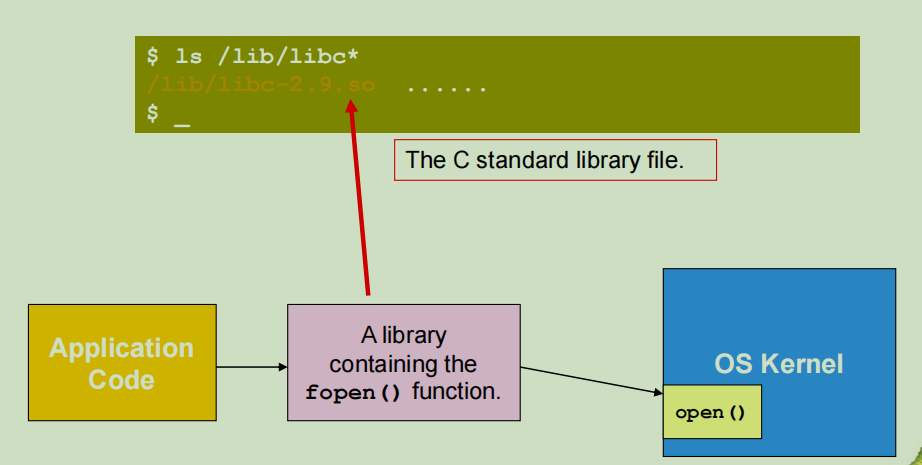 $ ls /lib/libc*
/lib/libc-2.9.so ......
$ _
The C standard library file.
Application
Code
A library
containing the
fopen() function.
OS Kernel
open()